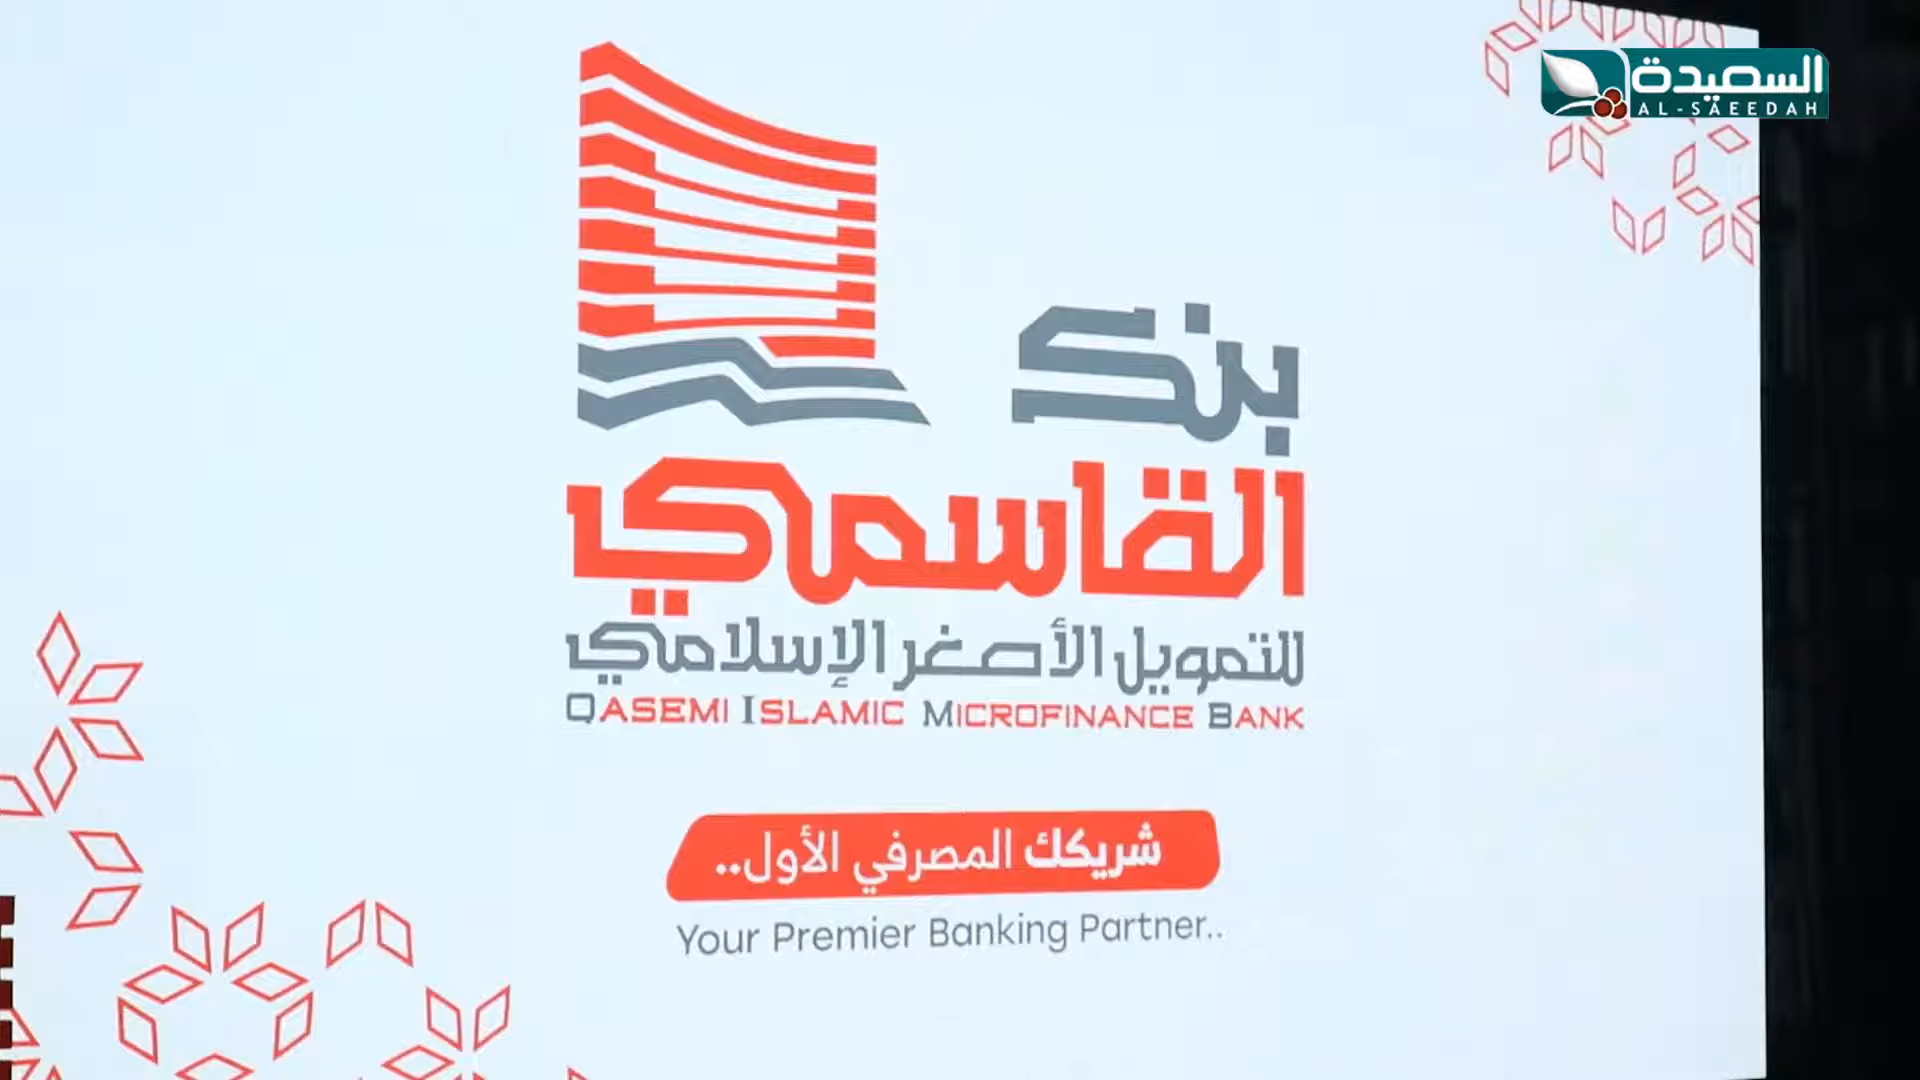 السعيدة
AL-SAEEDAH
بنك
القاسمي
للتمويل الأصغر الإسلامي
QASEMI ISLAMIC MICROFINANCE BANK
شريكك المصرفي الأول..
Your Premier Banking Partner..